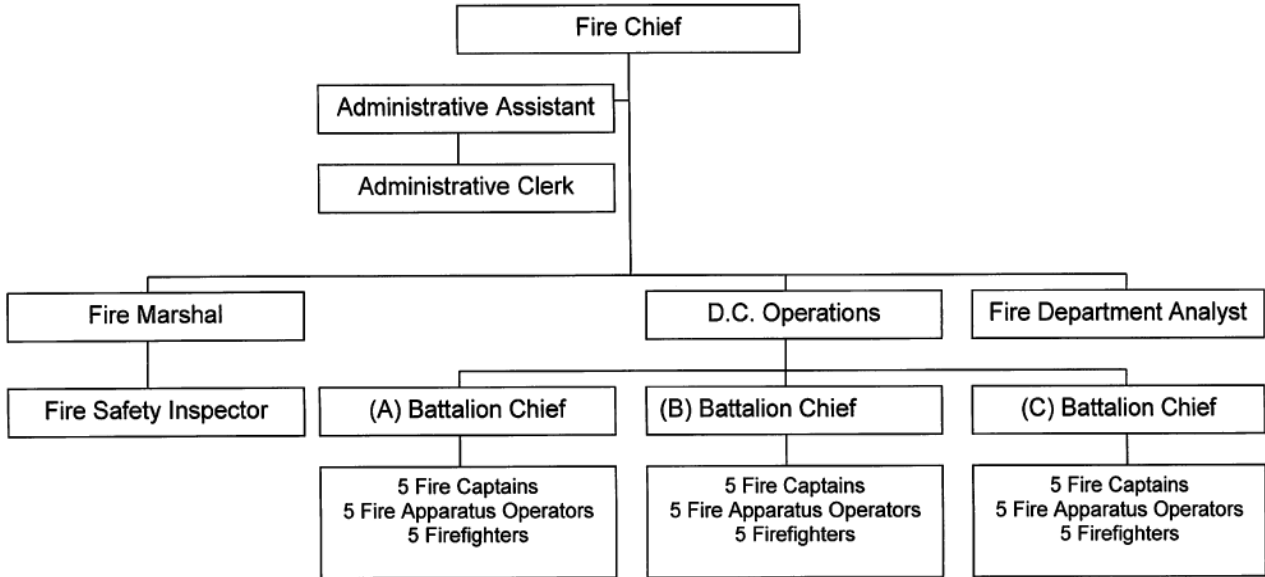 Fire Chief
Administrative Assistant
Administrative Clerk
Fire Marshal
D.C. Operations
Fire Department Analyst
Fire Safety Inspector
(A) Battalion Chief
(B) Battalion Chief
(C) Battalion Chief
5 Fire Captains
5 Fire Apparatus Operators
5 Firefighters
5 Fire Captains
5 Fire Apparatus Operators
5 Firefighters
5 Fire Captains
5 Fire Apparatus Operators
5 Firefighters